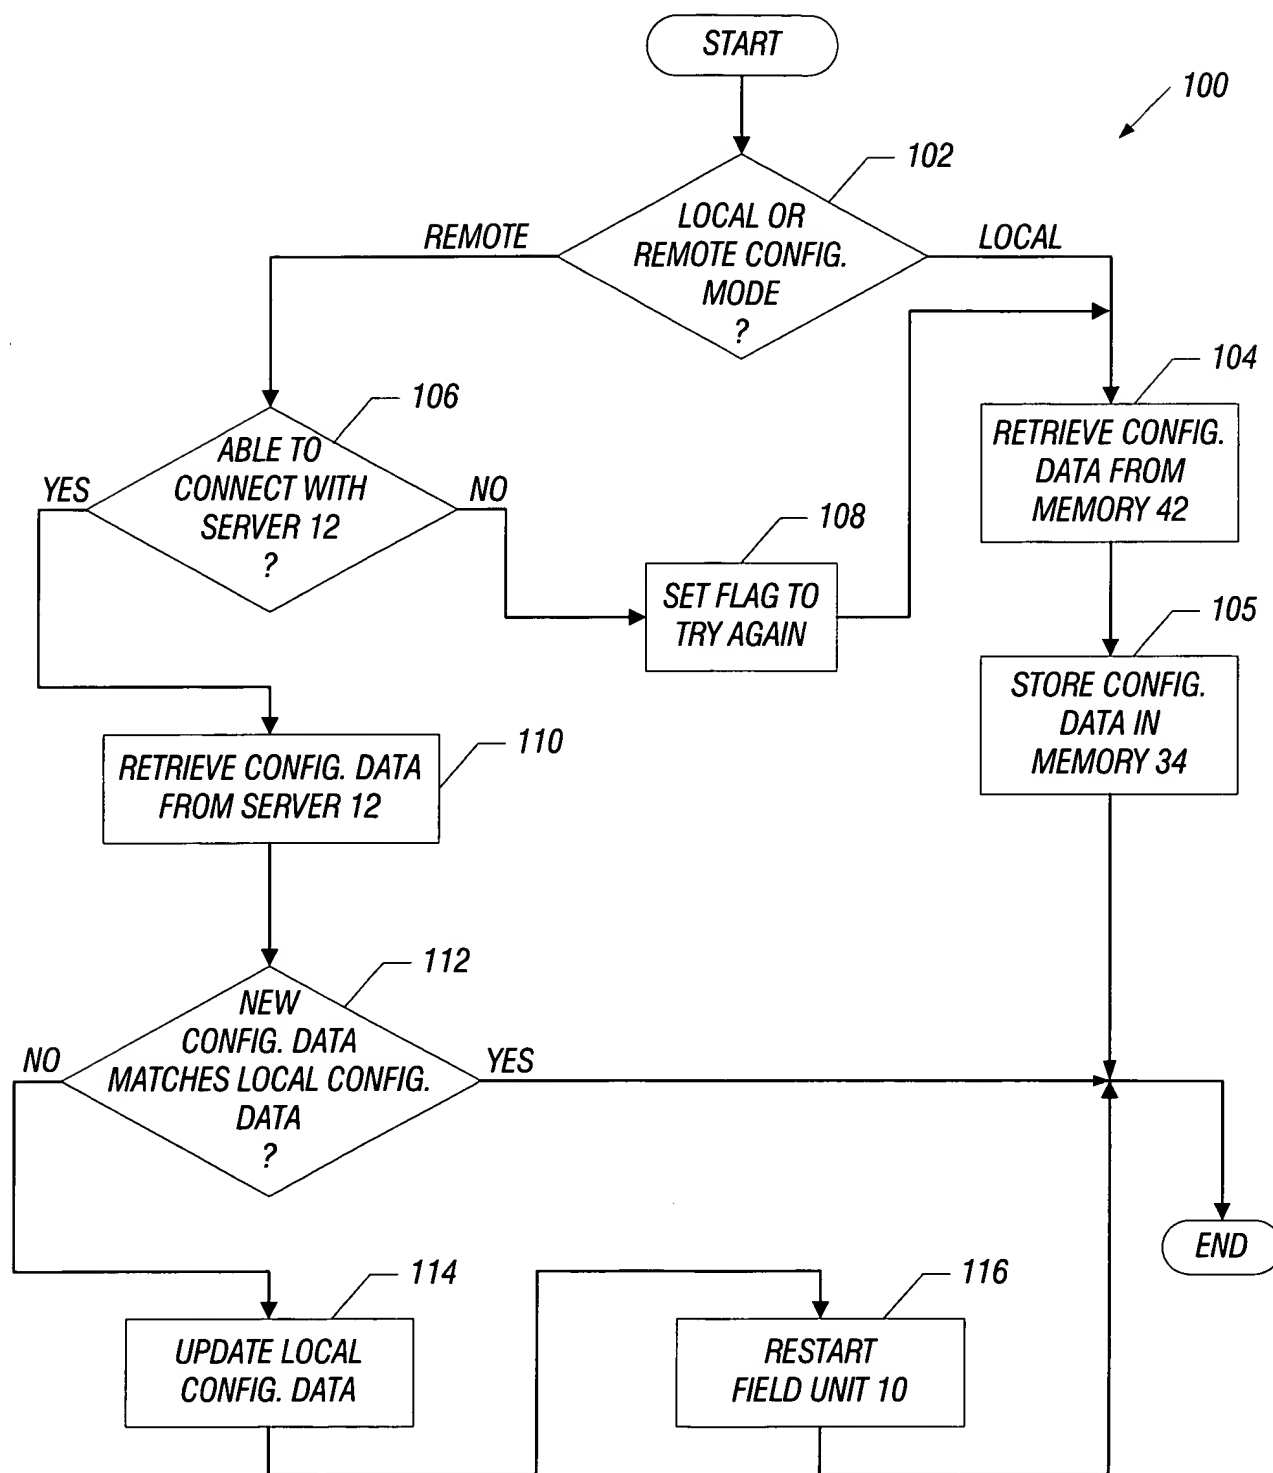 START
100
102
LOCAL OR
REMOTE CONFIG.
MODE
?
REMOTE
LOCAL
104
RETRIEVE CONFIG.
DATA FROM
MEMORY 42
106
ABLE TO
CONNECT WITH
SERVER 12
?
YES
NO
108
SET FLAG TO
TRY AGAIN
105
STORE CONFIG.
DATA IN
MEMORY 34
110
RETRIEVE CONFIG. DATA
FROM SERVER 12
112
NEW
CONFIG. DATA
MATCHES LOCAL CONFIG.
DATA
?
NO
YES
END
114
UPDATE LOCAL
CONFIG. DATA
116
RESTART
FIELD UNIT 10